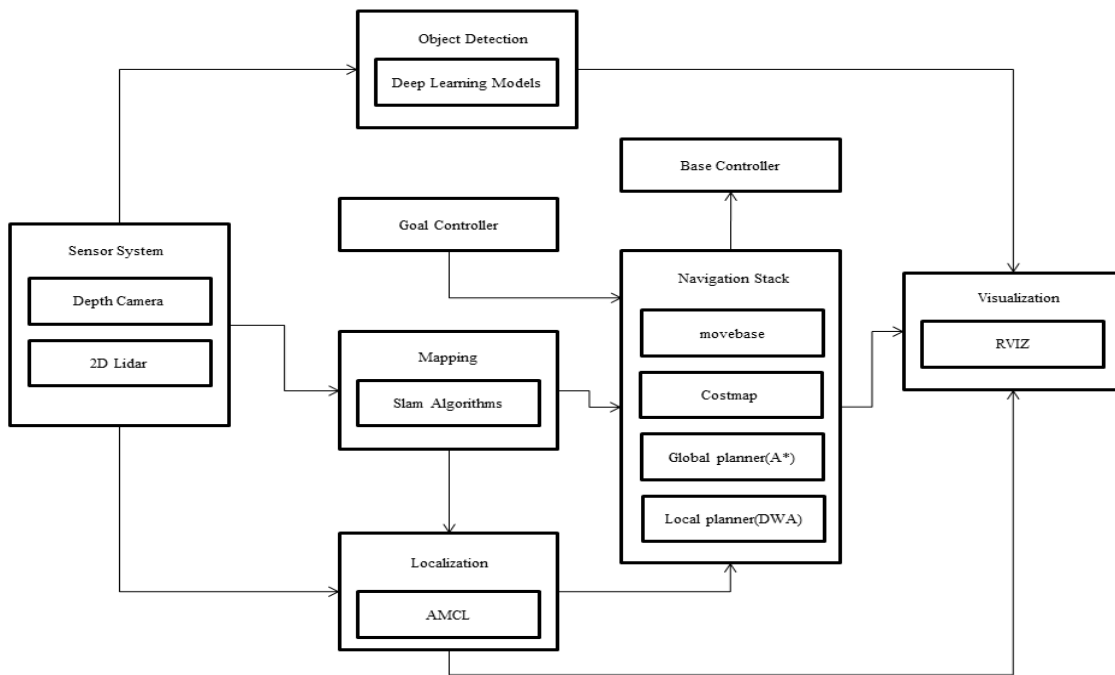 Object Detection
Deep Learning Models
Base Controller
Goal Controller
Sensor System
Depth Camera
2D Lidar
Mapping
Slam Algorithms
Localization
AMCL
Navigation Stack
movebase
Costmap
Global planner(A*)
Local planner(DWA)
Visualization
RVIZ